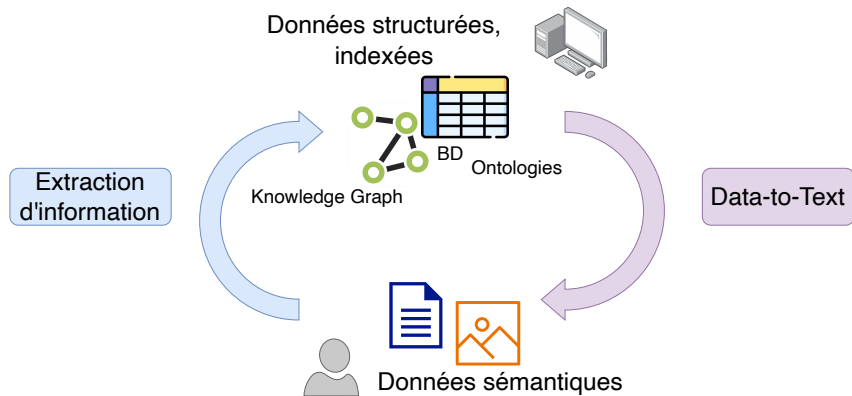 Données structurées,
indexées
BD
Ontologies
Knowledge Graph
Extraction
d'information
Data-to-Text
Données sémantiques